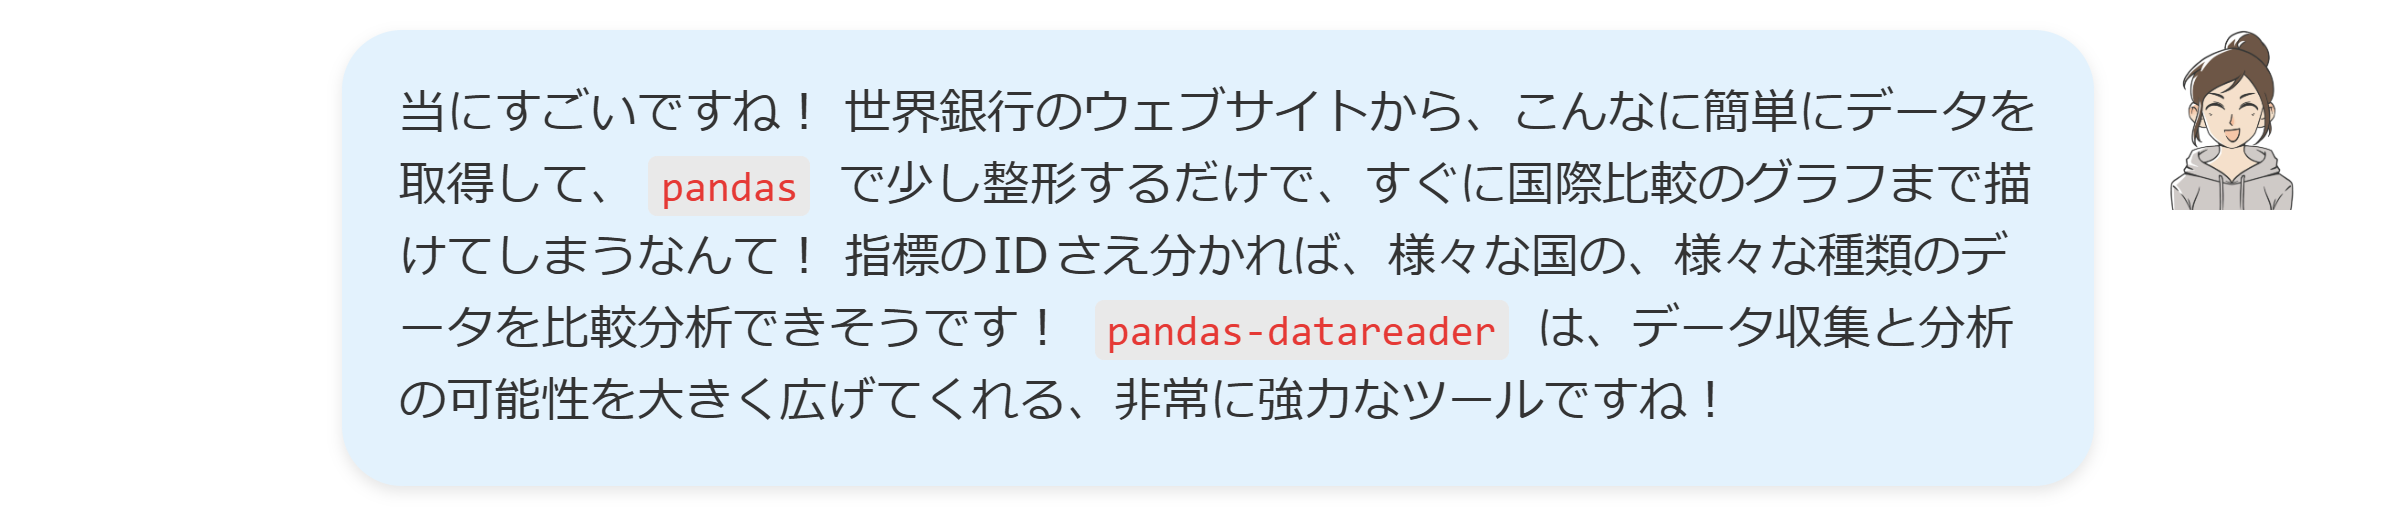 当にすごいですね！ 世界銀行のウェブサイトから、こんなに簡単にデータを
取得して、 pandas で少し整形するだけで、すぐに国際比較のグラフまで描
けてしまうなんて！ 指標のIDさえ分かれば、様々な国の、様々な種類のデ
ータを比較分析できそうです！ pandas-datareader は、データ収集と分析
の可能性を大きく広げてくれる、非常に強力なツールですね！